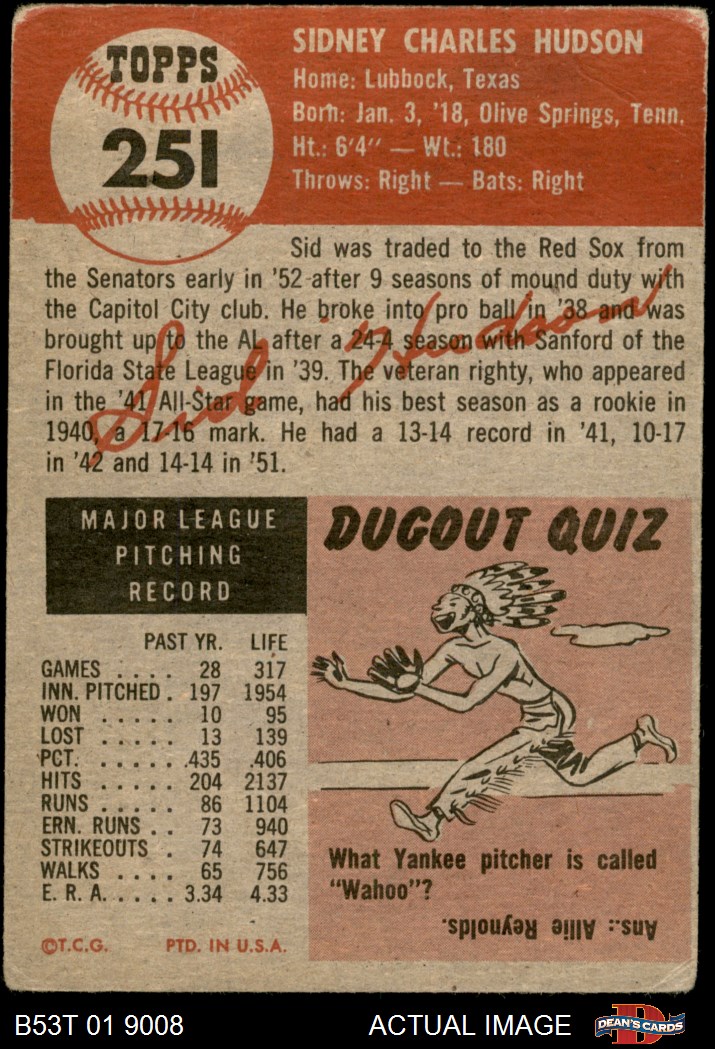 TOPPS
251
SIDNEY CHARLES HUDSON
Home: Lubbock, Texas
Born: Jan. 3, '18, Olive Springs, Tenn.
Ht.: 6'4" — Wt.: 180
Throws: Right — Bats: Right
Sid was traded to the Red Sox from
the Senators early in '52 after 9 seasons of mound duty with
the Capitol City club. He broke into pro ball in '38 and was
brought up to the AL after a 24-4 season with Sanford of the
Florida State League in '39. The veteran righty, who appeared
in the '41 All-Star game, had his best season as a rookie in
1940, a 17-16 mark. He had a 13-14 record in '41, 10-17
in '42 and 14-14 in '51.
Sid Hudson
MAJOR LEAGUE
PITCHING
RECORD
PAST YR. LIFE
GAMES .... 28 317
INN. PITCHED . 197 1954
WON ..... 10 95
LOST ..... 13 139
PCT. ..... .435 .406
HITS ..... 204 2137
RUNS ..... 86 1104
ERN. RUNS .. 73 940
STRIKEOUTS . 74 647
WALKS .... 65 756
E. R. A. .... 3.34 4.33
©T.C.G. PTD. IN U.S.A.
DUGOUT QUIZ
What Yankee pitcher is called
"Wahoo"?
Ans.: Allie Reynolds.
B53T 01 9008 ACTUAL IMAGE
D
DEAN'S CARDS